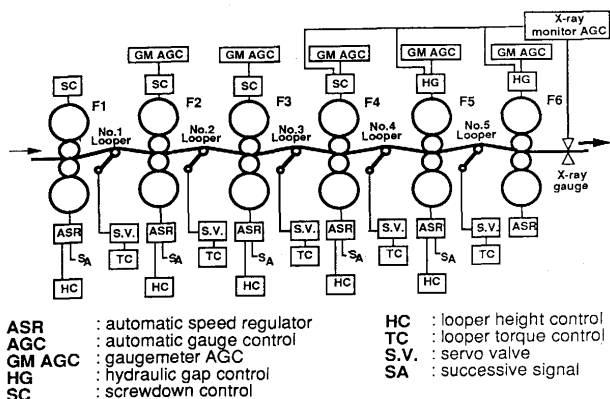 X-ray monitor AGC
GM AGC GM AGC GM AGC GM AGC GM AGC
SC SC SC SC HG HG
F1 F2 F3 F4 F5 F6
No.1 Looper No.2 Looper No.3 Looper No.4 Looper No.5 Looper
X-ray gauge
ASR S.V. ASR S.V. ASR S.V. ASR S.V. ASR S.V. ASR
SA TC SA TC SA TC SA TC SA TC
HC HC HC HC HC
ASR : automatic speed regulator
AGC : automatic gauge control
GM AGC : gaugemeter AGC
HG : hydraulic gap control
SC : screwdown control
HC : looper height control
TC : looper torque control
S.V. : servo valve
SA : successive signal